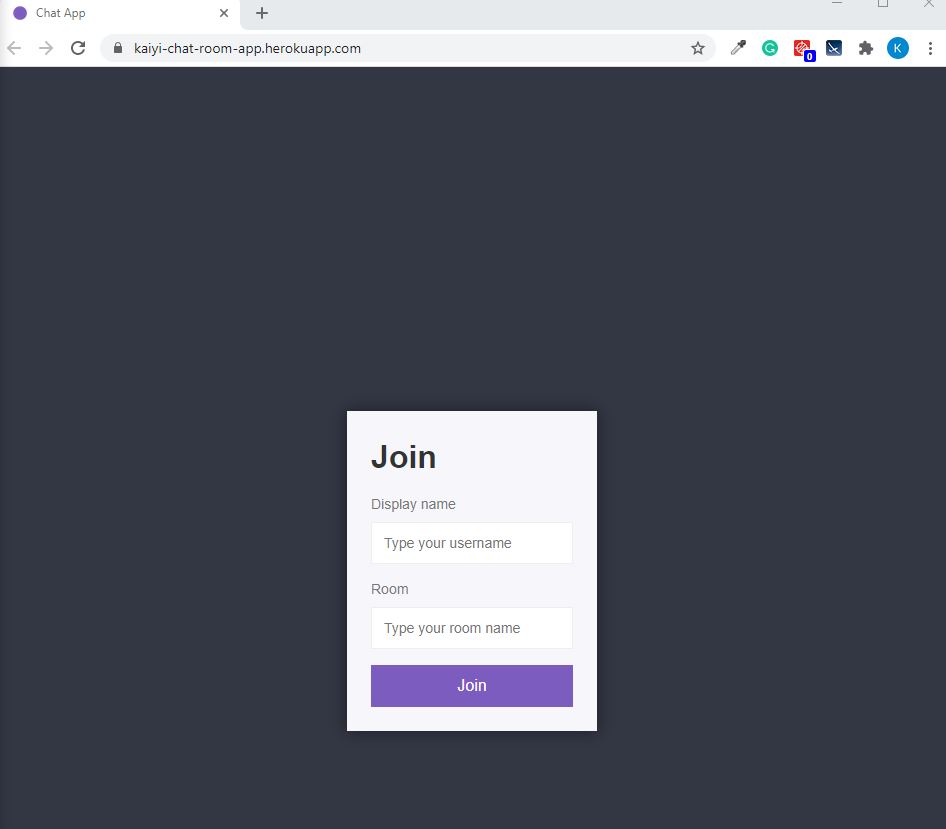 Chat App
kaiyi-chat-room-app.herokuapp.com
0
K
Join
Display name
Type your username
Room
Type your room name
Join